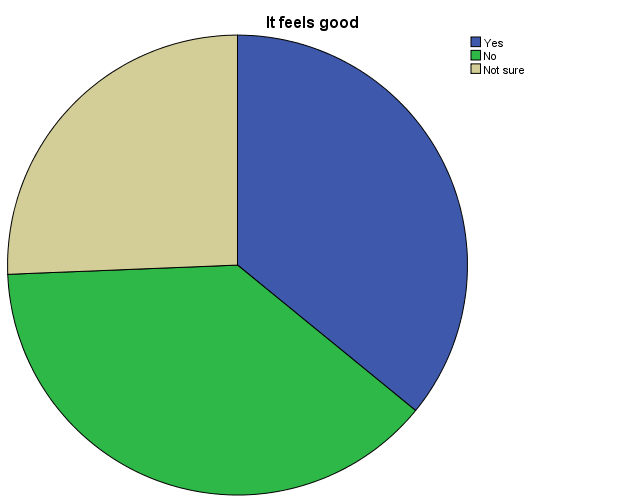 It feels good
Yes
No
Not sure